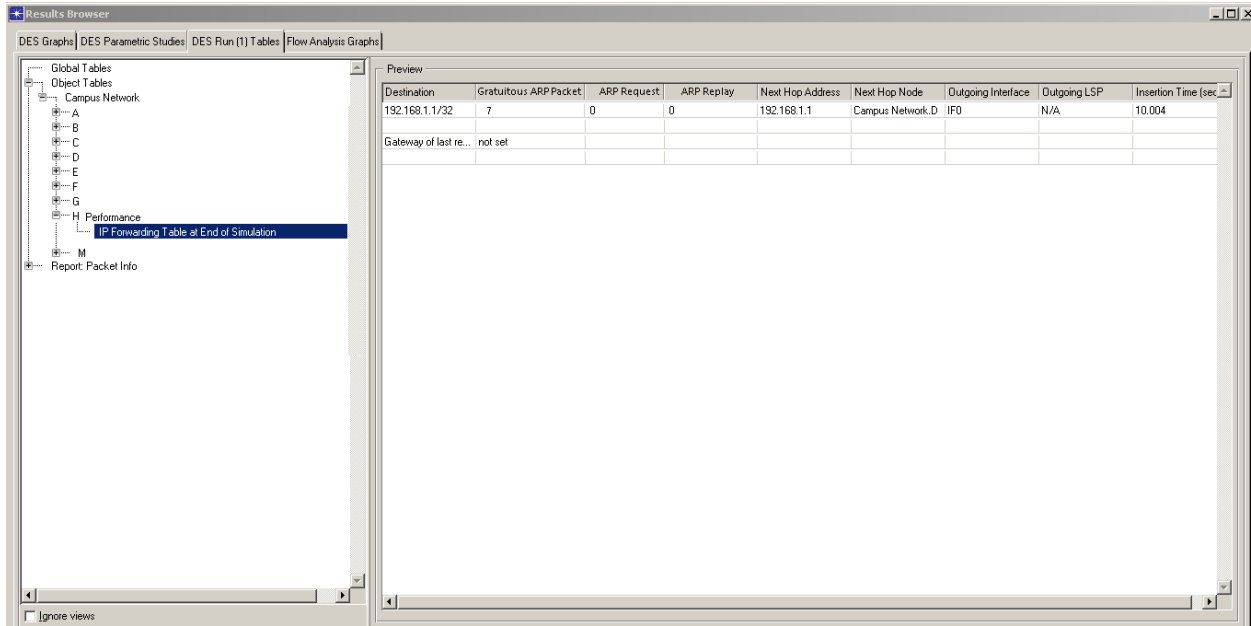 Results Browser
DES Graphs DES Parametric Studies DES Run (1) Tables Flow Analysis Graphs
Global Tables
Object Tables
Campus Network
A
B
C
D
E
F
G
H Performance
IP Forwarding Table at End of Simulation
M
Report: Packet Info
Ignore views
Preview
Destination Gratuitous ARP Packet ARP Request ARP Replay Next Hop Address Next Hop Node Outgoing Interface Outgoing LSP Insertion Time (sec
192.168.1.1/32 7 0 0 192.168.1.1 Campus Network.D IF0 N/A 10.004
Gateway of last re... not set